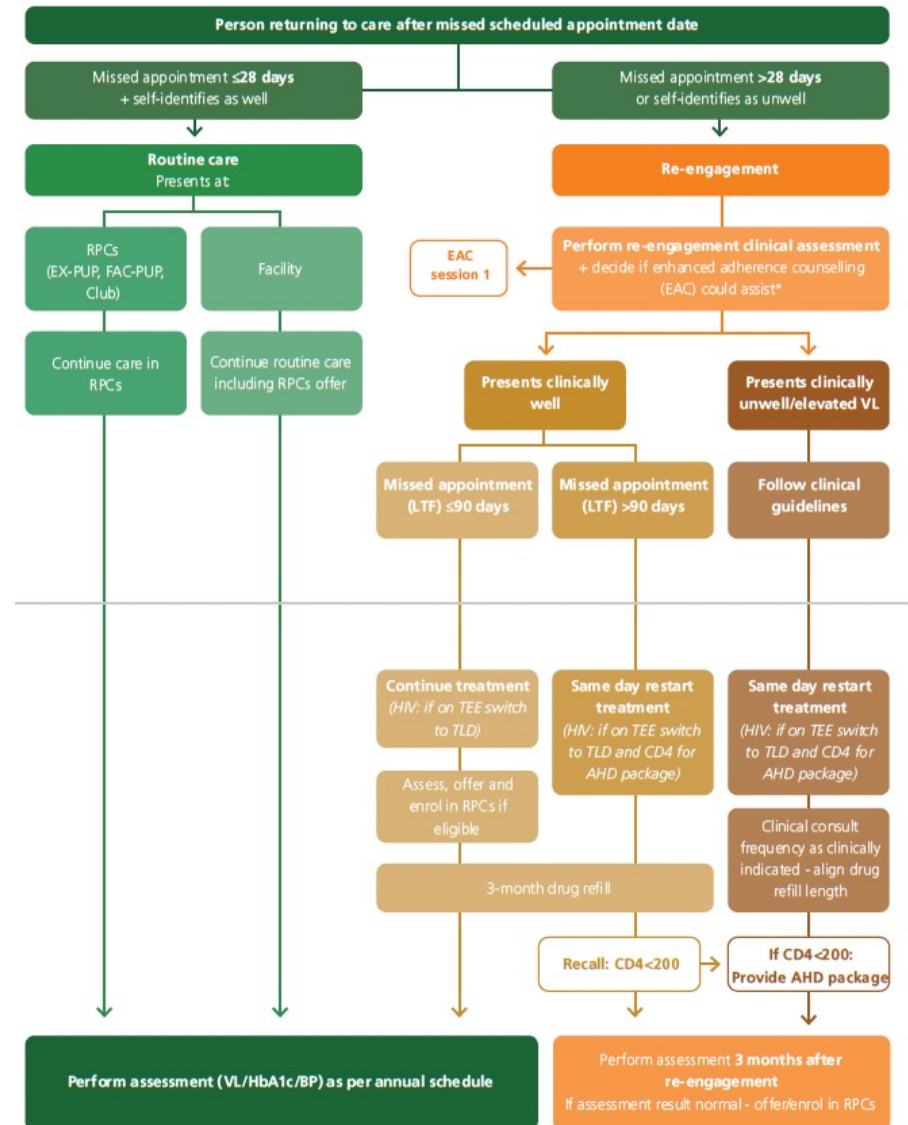 Person returning to care after missed scheduled appointment date
Missed appointment ≤28 days
+ self-identifies as well
Missed appointment >28 days
or self-identifies as unwell
Routine care
Presents at:
Re-engagement
RPCs
(EX-PUP, FAC-PUP,
Club)
Facility
EAC
session 1
Perform re-engagement clinical assessment
+ decide if enhanced adherence counselling
(EAC) could assist*
Continue care in
RPCs
Continue routine care
including RPCs offer
Presents clinically
well
Presents clinically
unwell/elevated VL
Missed appointment
(LTF) ≤90 days
Missed appointment
(LTF) >90 days
Follow clinical
guidelines
Continue treatment
(HIV: if on TEE switch
to TLD)
Same day restart
treatment
(HIV: if on TEE switch
to TLD and CD4 for
AHD package)
Same day restart
treatment
(HIV: if on TEE switch
to TLD and CD4 for
AHD package)
Assess, offer and
enrol in RPCs if
eligible
Clinical consult
frequency as clinically
indicated - align drug
refill length
3-month drug refill
Recall: CD4<200
If CD4<200:
Provide AHD package
Perform assessment (VL/HbA1c/BP) as per annual schedule
Perform assessment 3 months after
re-engagement
If assessment result normal - offer/enrol in RPCs